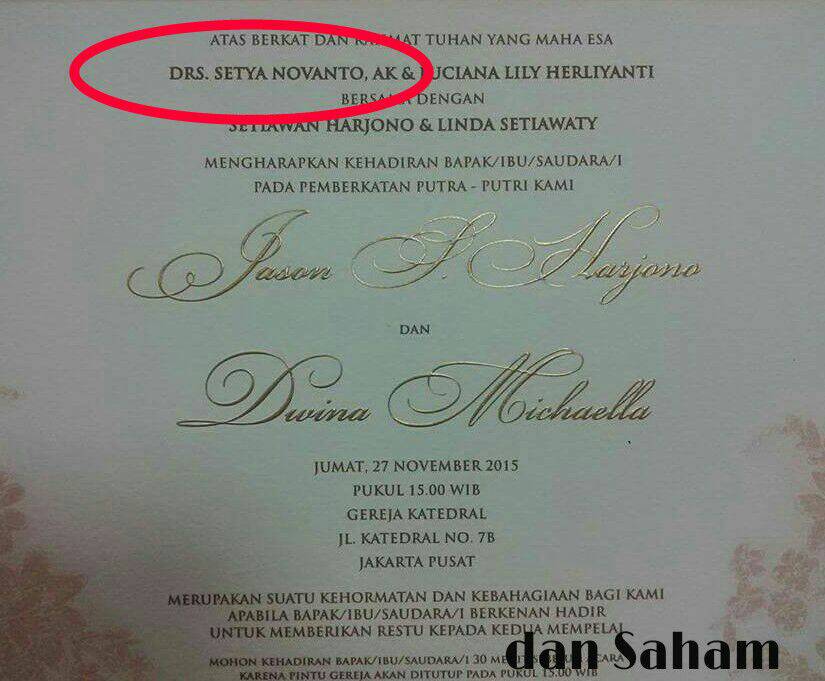 ATAS BERKAT DAN RAHMAT TUHAN YANG MAHA ESA
DRS. SETYA NOVANTO, AK & LUCIANA LILY HERLIYANTI
BERSAMA DENGAN
SETIAWAN HARJONO & LINDA SETIAWATY
MENGHARAPKAN KEHADIRAN BAPAK/IBU/SAUDARA/I
PADA PEMBERKATAN PUTRA - PUTRI KAMI
Jason S. Harjono
DAN
Dwina Michaella
JUMAT, 27 NOVEMBER 2015
PUKUL 15.00 WIB
GEREJA KATEDRAL
JL. KATEDRAL NO. 7B
JAKARTA PUSAT
MERUPAKAN SUATU KEHORMATAN DAN KEBAHAGIAAN BAGI KAMI
APABILA BAPAK/IBU/SAUDARA/I BERKENAN HADIR
UNTUK MEMBERIKAN RESTU KEPADA KEDUA MEMPELAI
MOHON KEHADIRAN BAPAK/IBU/SAUDARA/I 30 MENIT SEBELUM ACARA
KARENA PINTU GEREJA AKAN DITUTUP PADA PUKUL 15.00 WIB
dan Saham